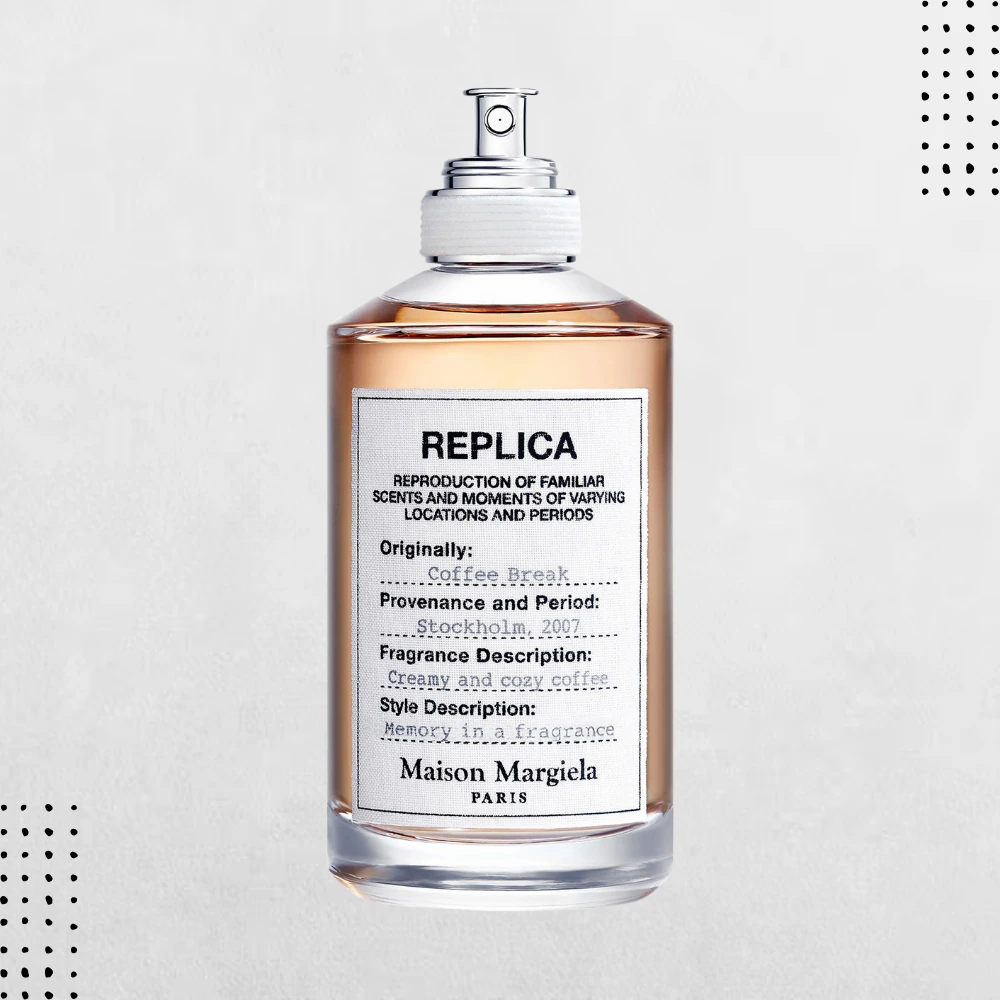 REPLICA
REPRODUCTION OF FAMILIAR
SCENTS AND MOMENTS OF VARYING
LOCATIONS AND PERIODS
Originally:
Coffee Break
Provenance and Period:
Stockholm, 2007
Fragrance Description:
Creamy and cozy coffee
Style Description:
Memory in a fragrance
Maison Margiela
PARIS